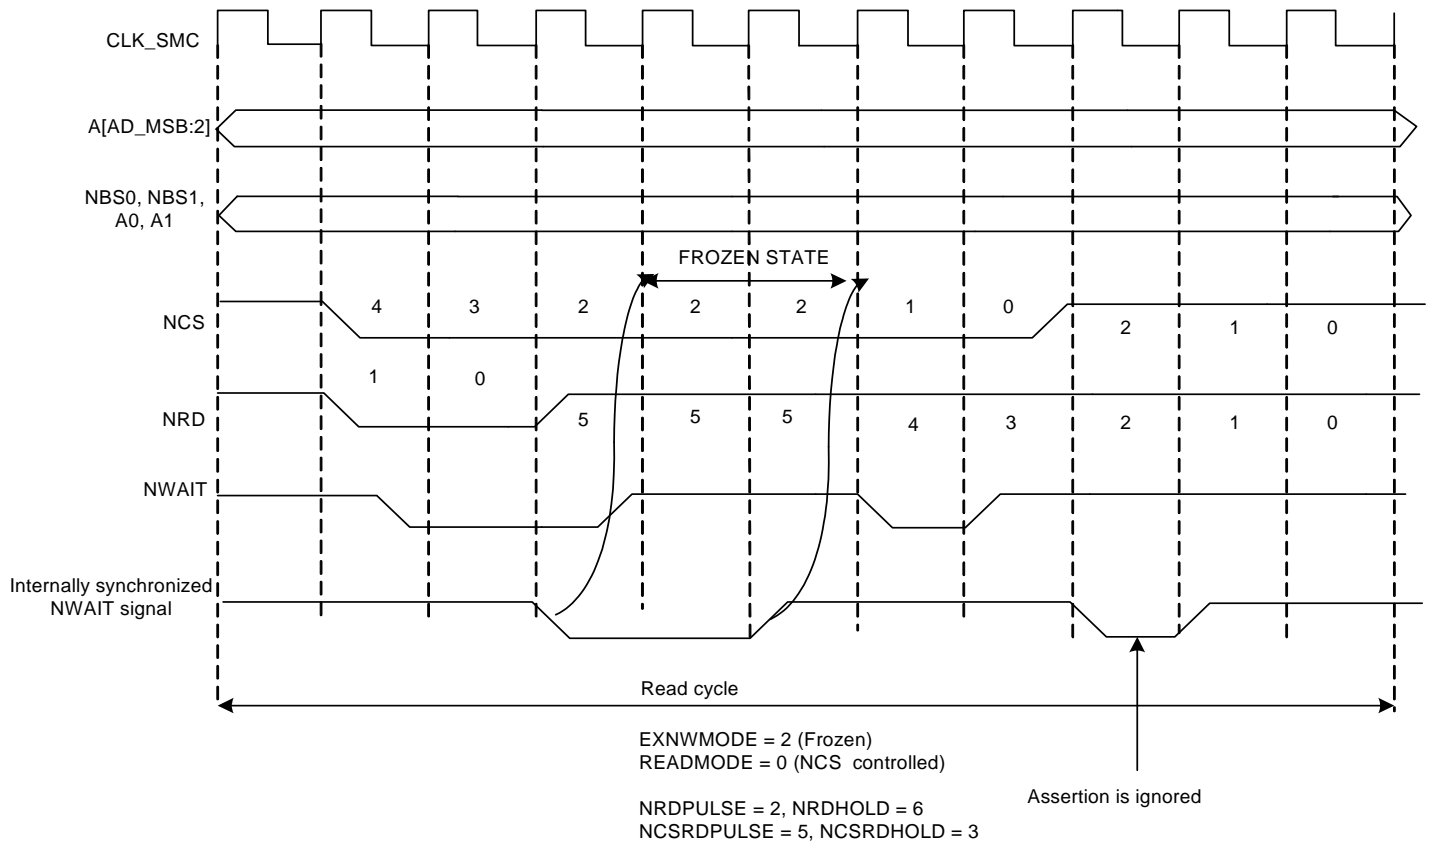 CLK_SMC
A[AD_MSB:2]
NBS0, NBS1,
A0, A1
FROZEN STATE
NCS
4 3 2 2 2 1 0
2 1 0
1 0
NRD
5 5 5 4 3 2 1 0
NWAIT
Internally synchronized
NWAIT signal
Read cycle
EXNWMODE = 2 (Frozen)
READMODE = 0 (NCS controlled)
Assertion is ignored
NRDPULSE = 2, NRDHOLD = 6
NCSRDPULSE = 5, NCSRDHOLD = 3